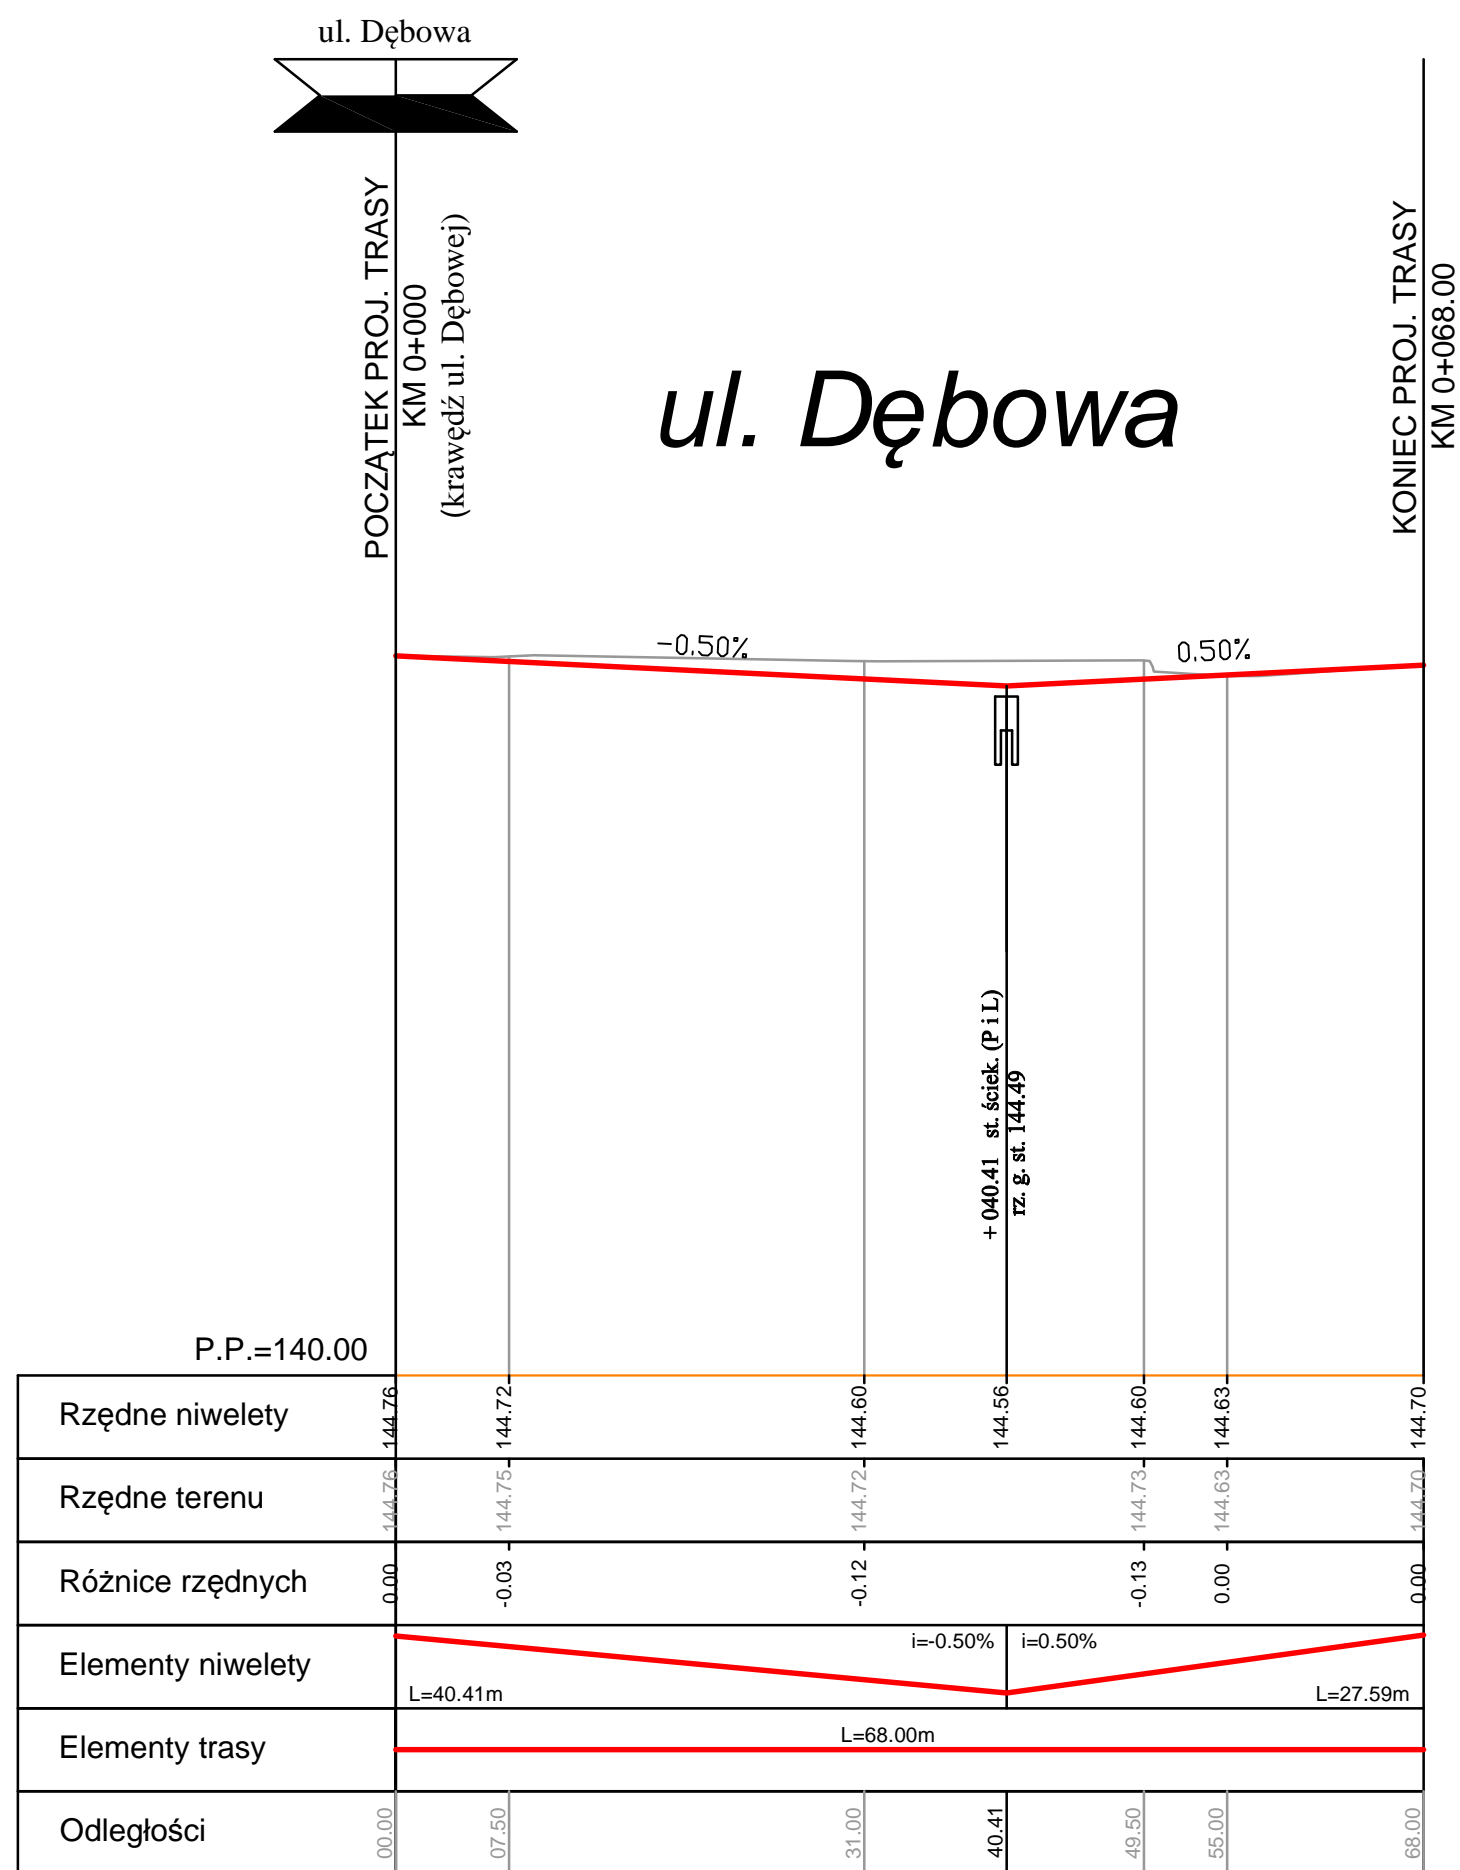 ul. Dębowa
POCZĄTEK PROJ. TRASY
KM 0+000
(krawędź ul. Dębowej)
ul. Dębowa
KONIEC PROJ. TRASY
KM 0+068.00
-0.50%
0.50%
+ 040.41 st. ściek. (P i L)
rz. g. st. 144.49
P.P.=140.00
Rzędne niwelety 144.76 144.72 144.60 144.56 144.60 144.63 144.70
Rzędne terenu 144.76 144.75 144.72 144.73 144.63 144.70
Różnice rzędnych 0.00 -0.03 -0.12 -0.13 0.00 0.00
Elementy niwelety
i=-0.50% i=0.50%
L=40.41m L=27.59m
Elementy trasy
L=68.00m
Odległości 00.00 07.50 31.00 40.41 49.50 55.00 68.00